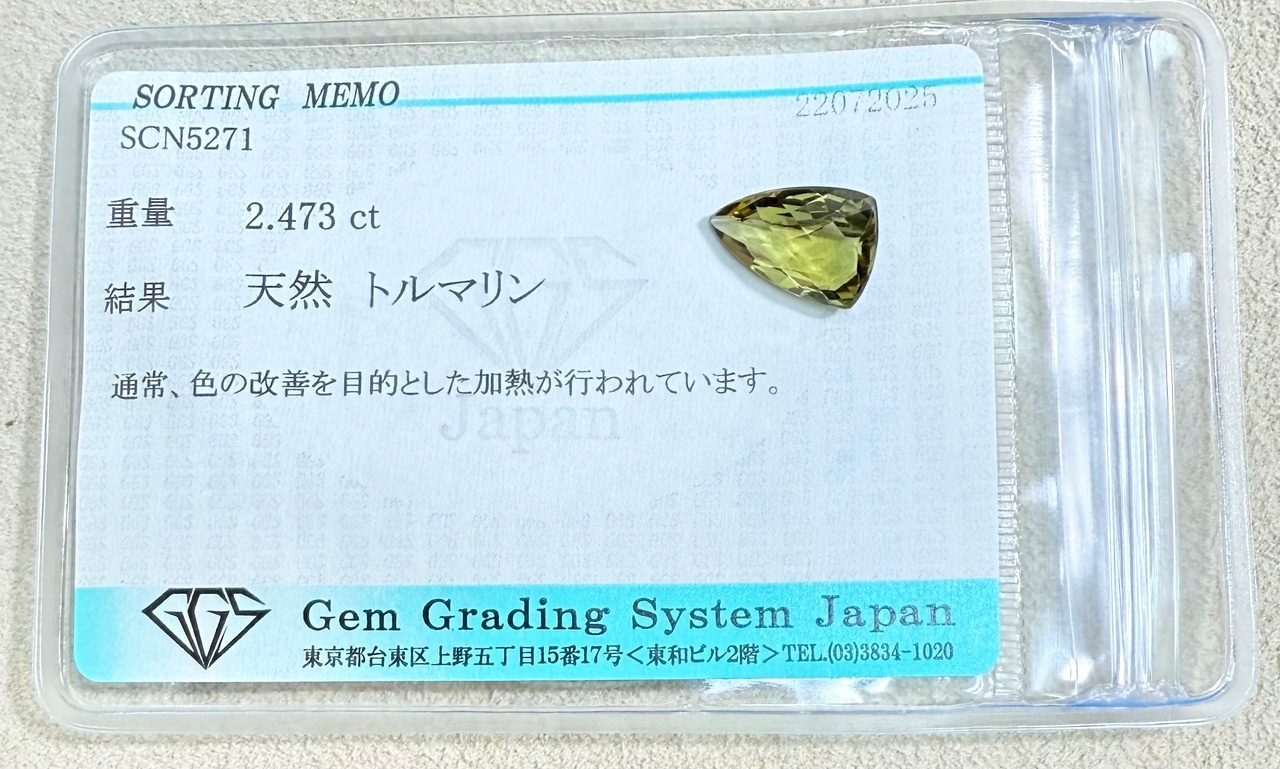 SORTING MEMO
22072025
SCN5271
重量 2.473 ct
結果 天然 トルマリン
通常、色の改善を目的とした加熱が行われています。
Japan
GGS
Gem Grading System Japan
東京都台東区上野五丁目15番17号＜東和ビル2階＞TEL.(03)3834-1020